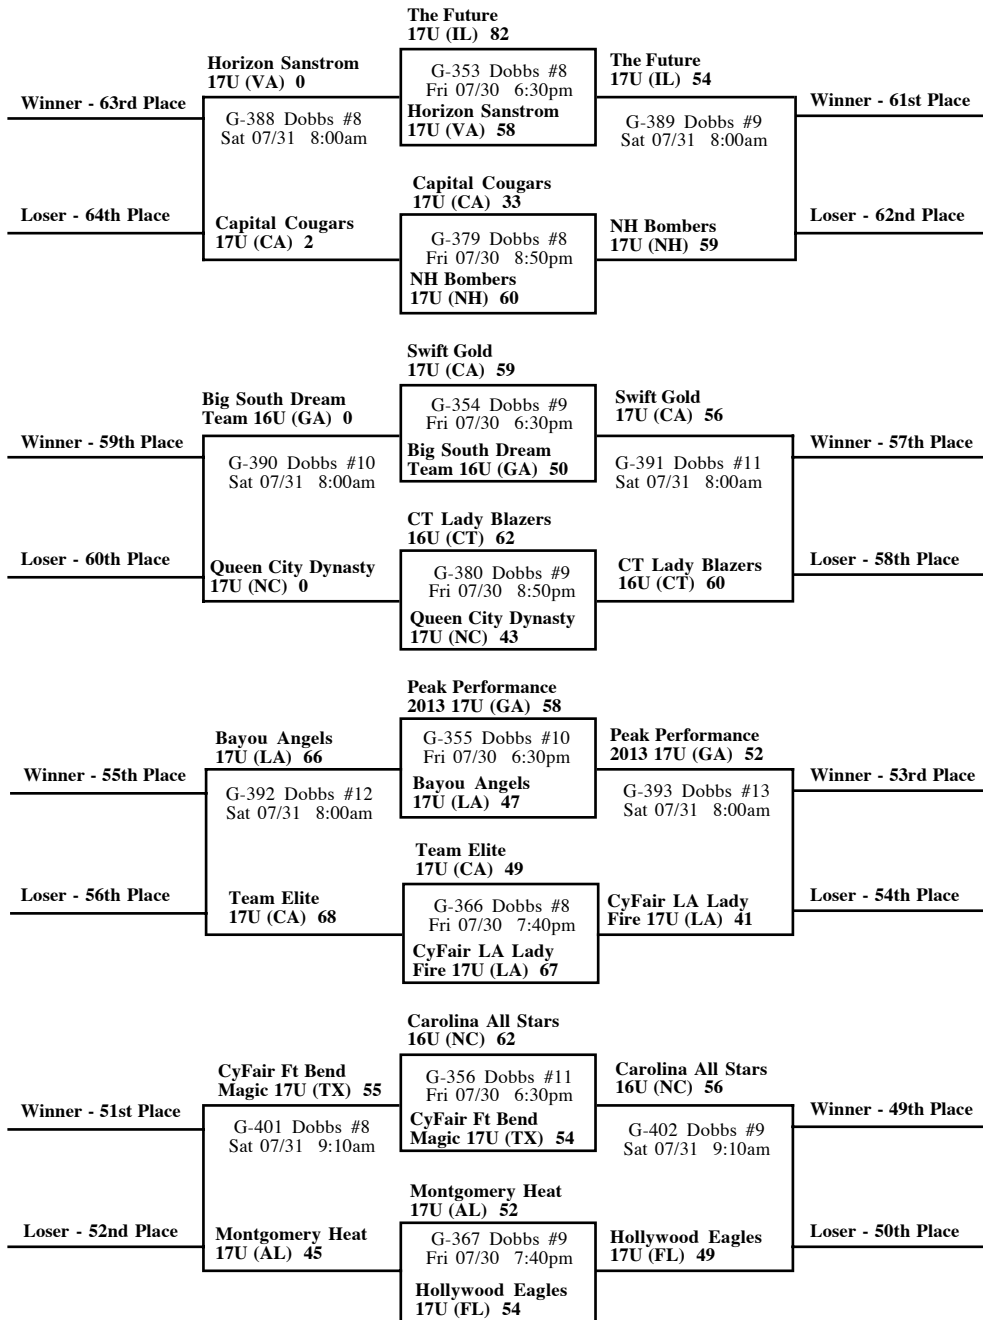 The Future
17U (IL) 82
Horizon Sanstrom
17U (VA) 0
G-353 Dobbs #8
Fri 07/30 6:30pm
The Future
17U (IL) 54
Winner - 63rd Place
Horizon Sanstrom
17U (VA) 58
Winner - 61st Place
G-388 Dobbs #8
Sat 07/31 8:00am
G-389 Dobbs #9
Sat 07/31 8:00am
Capital Cougars
17U (CA) 33
Loser - 64th Place
Capital Cougars
17U (CA) 2
G-379 Dobbs #8
Fri 07/30 8:50pm
NH Bombers
17U (NH) 59
Loser - 62nd Place
NH Bombers
17U (NH) 60
Swift Gold
17U (CA) 59
Big South Dream
Team 16U (GA) 0
G-354 Dobbs #9
Fri 07/30 6:30pm
Swift Gold
17U (CA) 56
Winner - 59th Place
Big South Dream
Team 16U (GA) 50
Winner - 57th Place
G-390 Dobbs #10
Sat 07/31 8:00am
G-391 Dobbs #11
Sat 07/31 8:00am
CT Lady Blazers
16U (CT) 62
Loser - 60th Place
Queen City Dynasty
17U (NC) 0
G-380 Dobbs #9
Fri 07/30 8:50pm
CT Lady Blazers
16U (CT) 60
Loser - 58th Place
Queen City Dynasty
17U (NC) 43
Peak Performance
2013 17U (GA) 58
Bayou Angels
17U (LA) 66
G-355 Dobbs #10
Fri 07/30 6:30pm
Peak Performance
2013 17U (GA) 52
Winner - 55th Place
Bayou Angels
17U (LA) 47
Winner - 53rd Place
G-392 Dobbs #12
Sat 07/31 8:00am
G-393 Dobbs #13
Sat 07/31 8:00am
Team Elite
17U (CA) 49
Loser - 56th Place
Team Elite
17U (CA) 68
G-366 Dobbs #8
Fri 07/30 7:40pm
CyFair LA Lady
Fire 17U (LA) 41
Loser - 54th Place
CyFair LA Lady
Fire 17U (LA) 67
Carolina All Stars
16U (NC) 62
CyFair Ft Bend
Magic 17U (TX) 55
G-356 Dobbs #11
Fri 07/30 6:30pm
Carolina All Stars
16U (NC) 56
Winner - 51st Place
CyFair Ft Bend
Magic 17U (TX) 54
Winner - 49th Place
G-401 Dobbs #8
Sat 07/31 9:10am
G-402 Dobbs #9
Sat 07/31 9:10am
Montgomery Heat
17U (AL) 52
Loser - 52nd Place
Montgomery Heat
17U (AL) 45
G-367 Dobbs #9
Fri 07/30 7:40pm
Hollywood Eagles
17U (FL) 49
Loser - 50th Place
Hollywood Eagles
17U (FL) 54